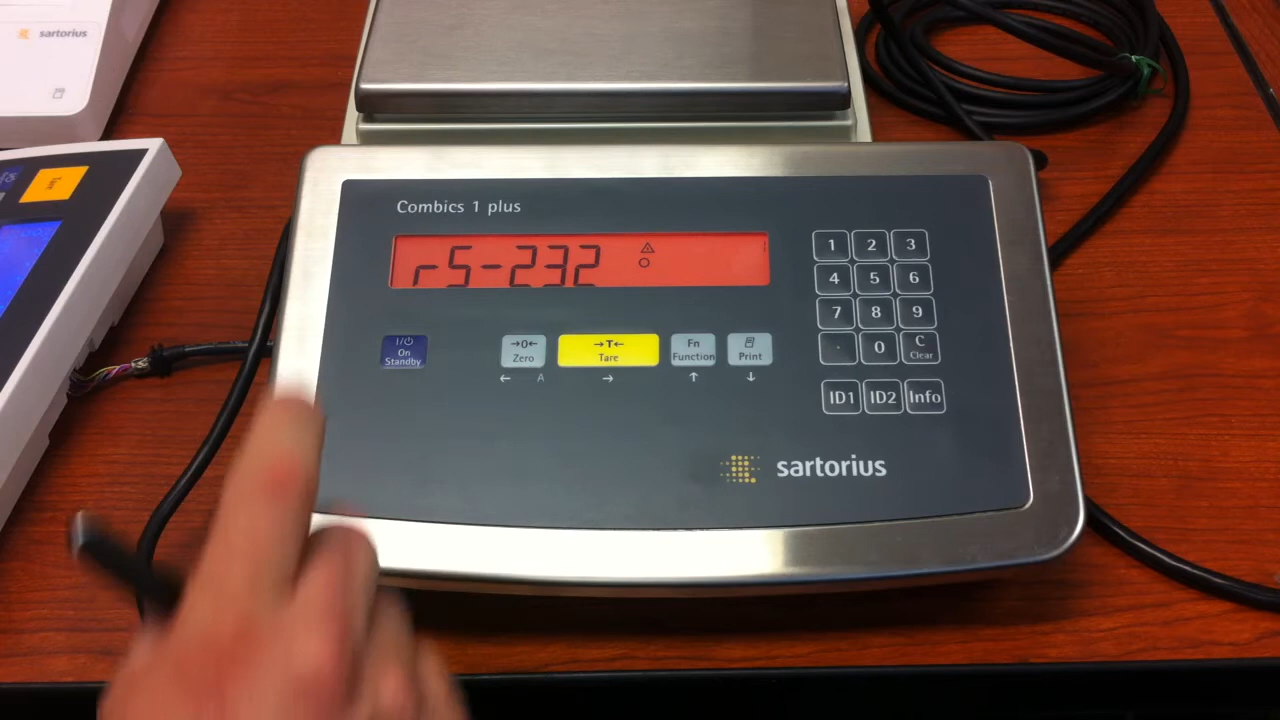 sartorius
Tare
Combics 1 plus
rS-232
I/⏻
On
Standby
→0←
Zero
→T←
Tare
Fn
Function
Print
← A → ↑ ↓
1 2 3
4 5 6
7 8 9
. 0 C
Clear
ID1 ID2 Info
sartorius